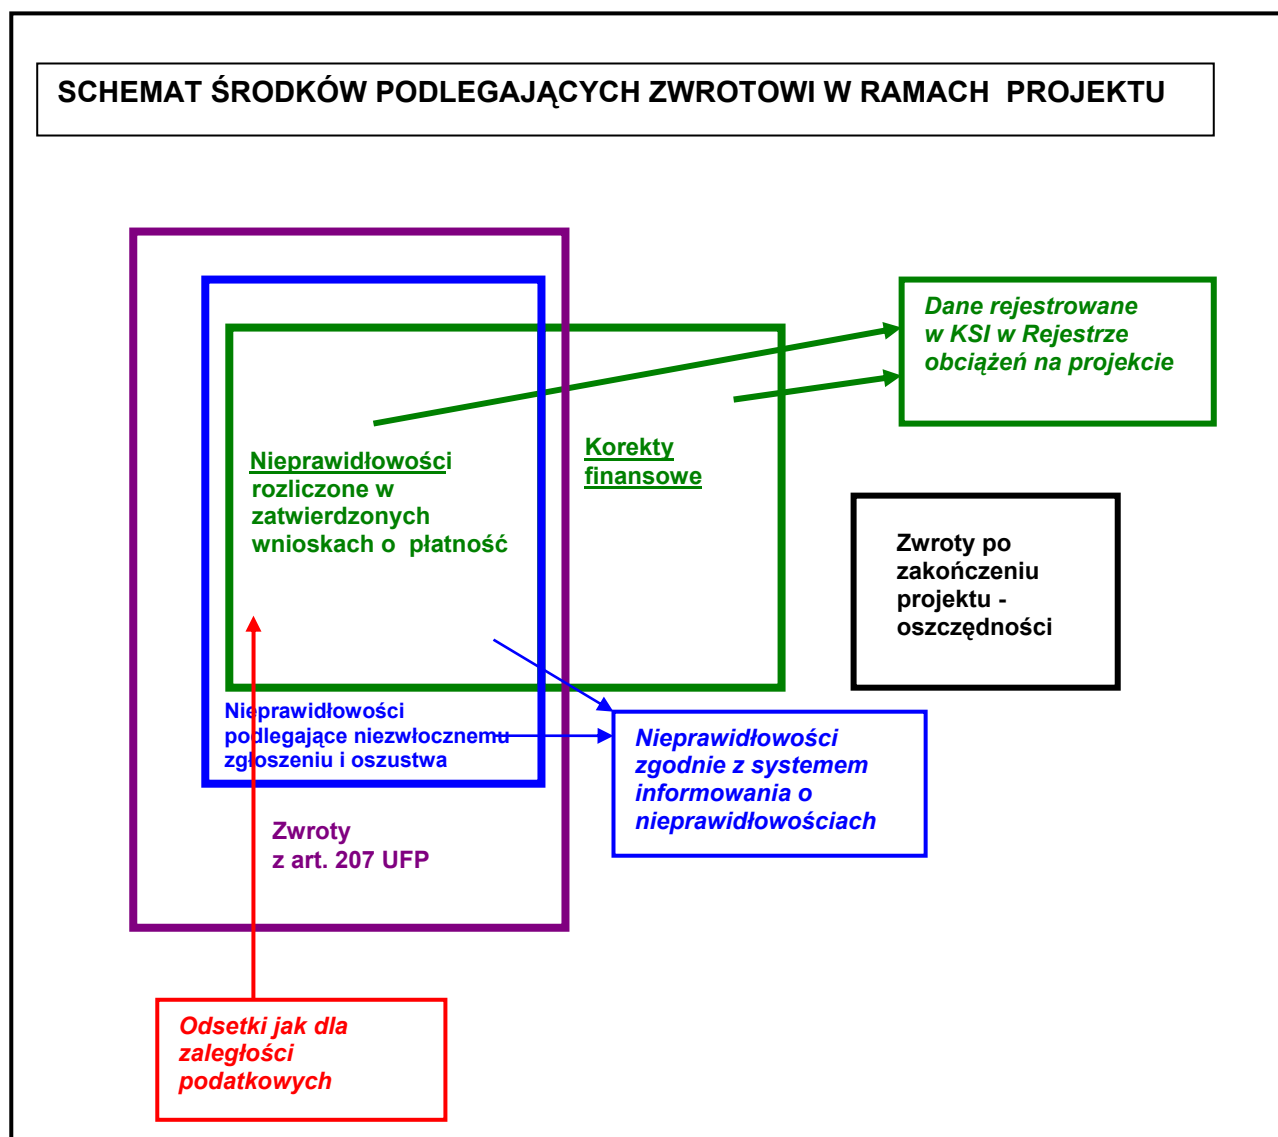 SCHEMAT ŚRODKÓW PODLEGAJĄCYCH ZWROTOWI W RAMACH PROJEKTU
Dane rejestrowane
w KSI w Rejestrze
obciążeń na projekcie
Nieprawidłowości
rozliczone w
zatwierdzonych
wnioskach o płatność
Korekty
finansowe
Zwroty po
zakończeniu
projektu -
oszczędności
Nieprawidłowości
podlegające niezwłocznemu
zgłoszeniu i oszustwa
Nieprawidłowości
zgodnie z systemem
informowania o
nieprawidłowościach
Zwroty
z art. 207 UFP
Odsetki jak dla
zaległości
podatkowych